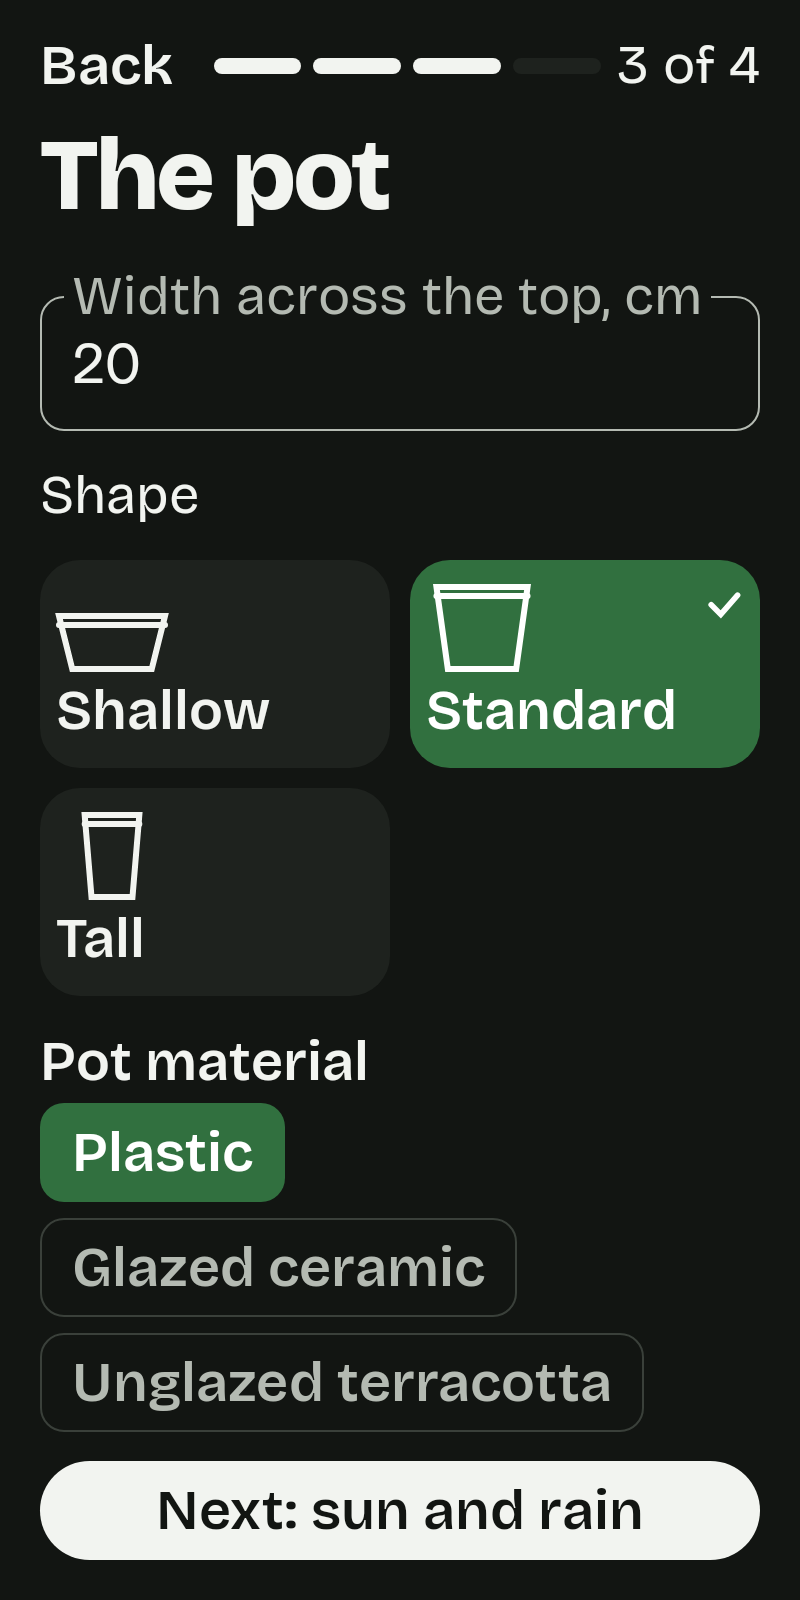 Back
3 of 4
The pot
Width across the top, cm
20
Shape
Shallow
Standard
Tall
Pot material
Plastic
Glazed ceramic
Unglazed terracotta
Next: sun and rain